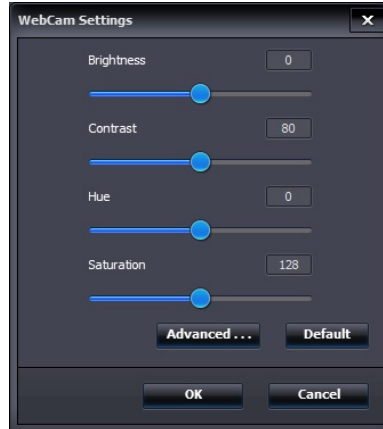 WebCam Settings
Brightness 0
Contrast 80
Hue 0
Saturation 128
Advanced . . . Default
OK Cancel